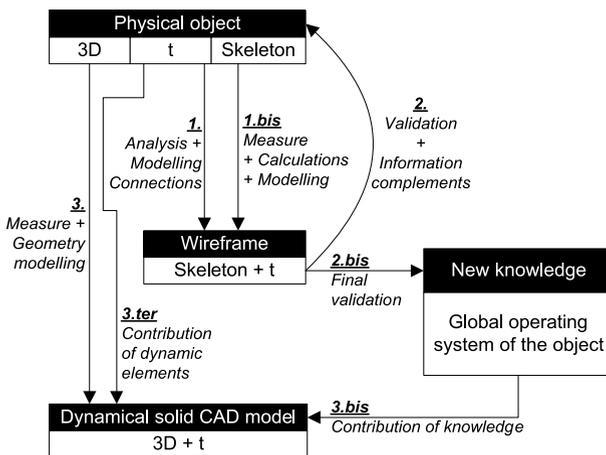 Physical object
3D
t
Skeleton
1.
Analysis +
Modelling
Connections
1.bis
Measure
+ Calculations
+ Modelling
2.
Validation
+
Information
complements
3.
Measure +
Geometry
modelling
Wireframe
Skeleton + t
2.bis
Final
validation
New knowledge
Global operating
system of the object
3.ter
Contribution
of dynamic
elements
3.bis
Contribution of knowledge
Dynamical solid CAD model
3D + t